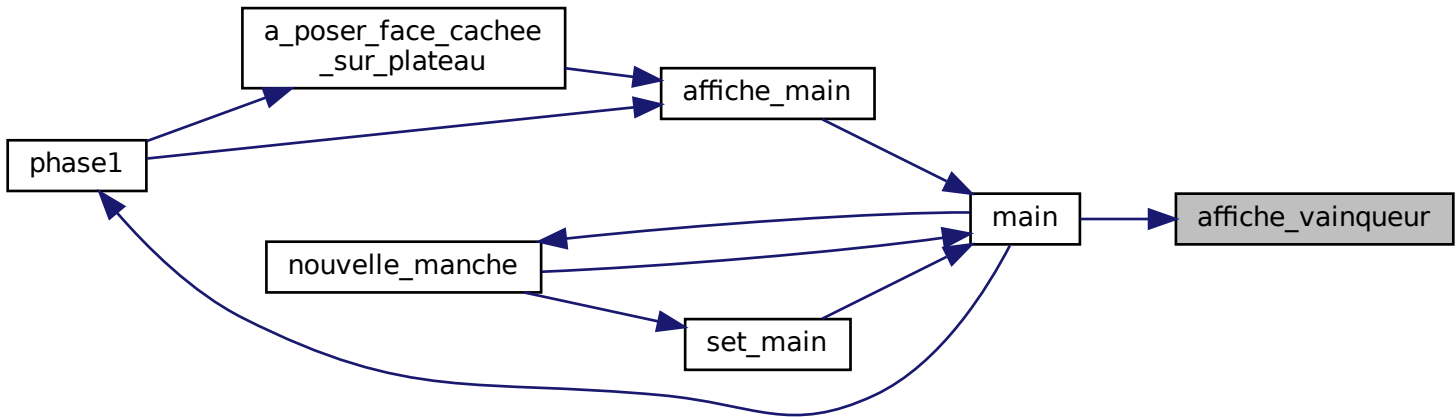 a_poser_face_cachee
_sur_plateau
affiche_main
phase1
main
affiche_vainqueur
nouvelle_manche
set_main